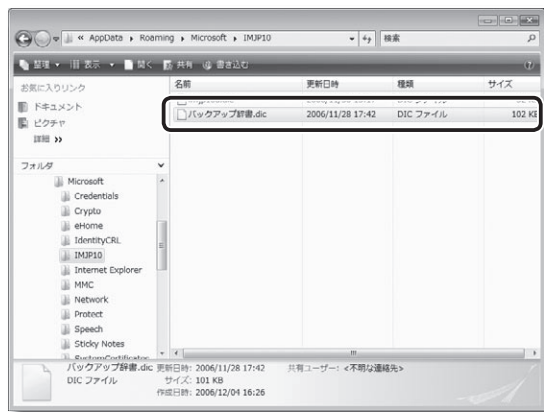 « AppData ▸ Roaming ▸ Microsoft ▸ IMJP10
検索
整理 表示 開く 共有 書き込む
お気に入りリンク
ドキュメント
ピクチャ
詳細 »
フォルダ
Microsoft
Credentials
Crypto
eHome
IdentityCRL
IMJP10
Internet Explorer
MMC
Network
Protect
Speech
Sticky Notes
SystemCertificates
名前 更新日時 種類 サイズ
バックアップ辞書.dic 2006/11/28 17:42 DIC ファイル 102 KB
バックアップ辞書.dic 更新日時: 2006/11/28 17:42 共有ユーザー: <不明な連絡先>
DIC ファイル サイズ: 101 KB
作成日時: 2006/12/04 16:26